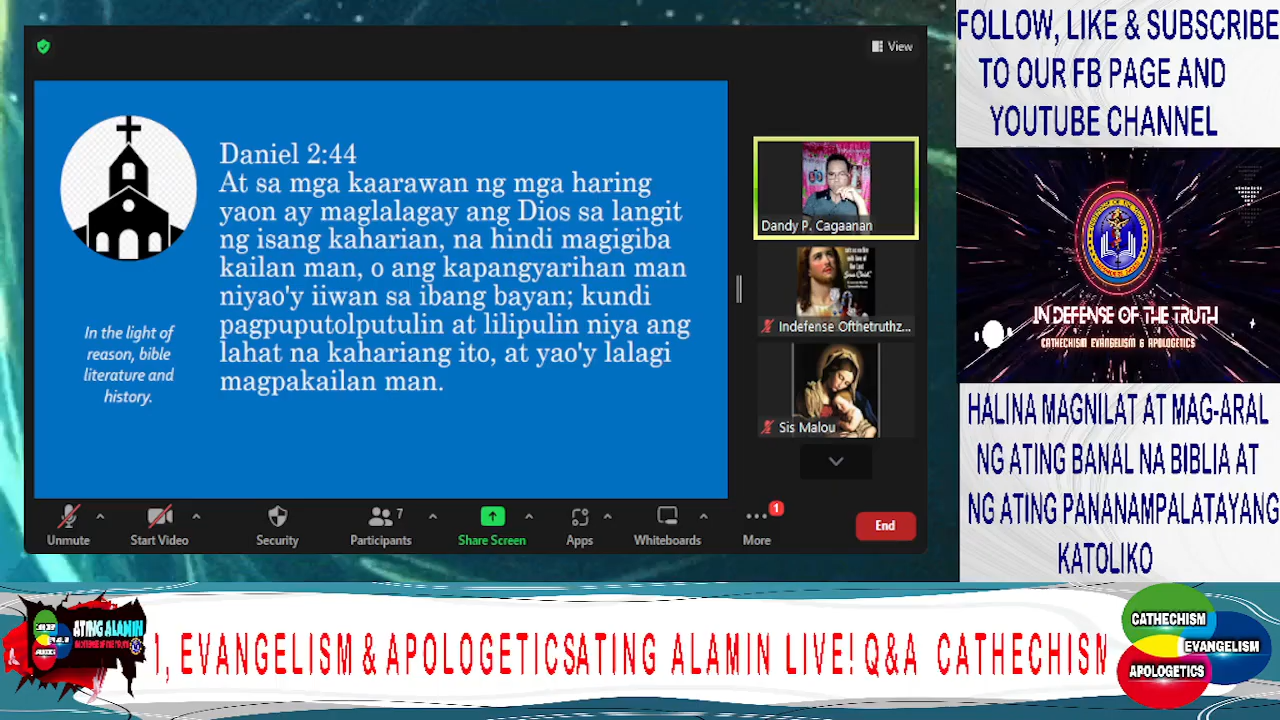 View
Daniel 2:44
At sa mga kaarawan ng mga haring
yaon ay maglalagay ang Dios sa langit
ng isang kaharian, na hindi magigiba
kailan man, o ang kapangyarihan man
niyao'y iiwan sa ibang bayan; kundi
pagpuputolputulin at lilipulin niya ang
lahat na kahariang ito, at yao'y lalagi
magpakailan man.
In the light of
reason, bible
literature and
history.
Dandy P. Cagaanan
Indefense Ofthetruthz...
Sis Malou
Unmute
Start Video
Security
7
Participants
Share Screen
Apps
Whiteboards
1
More
End
FOLLOW, LIKE & SUBSCRIBE
TO OUR FB PAGE AND
YOUTUBE CHANNEL
IN DEFENSE OF THE TRUTH
CATHECHISM EVANGELISM & APOLOGETICS
HALINA MAGNILAT AT MAG-ARAL
NG ATING BANAL NA BIBLIA AT
NG ATING PANANAMPALATAYANG
KATOLIKO
ATING ALAMIN
IN DEFENSE OF THE TRUTH
, EVANGELISM & APOLOGETICSATING ALAMIN LIVE! Q&A CATHECHISM
CATHECHISM
EVANGELISM
APOLOGETICS